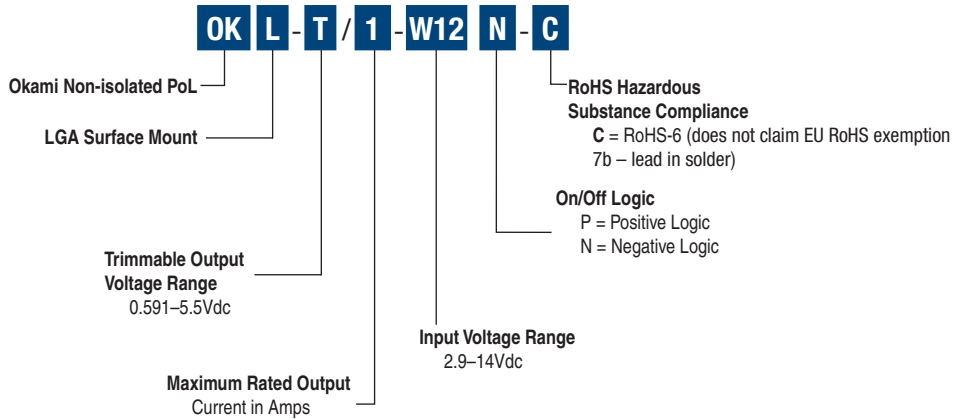 OK L - T / 1 - W12 N - C
Okami Non-isolated PoL
LGA Surface Mount
Trimmable Output
Voltage Range
0.591–5.5Vdc
Maximum Rated Output
Current in Amps
Input Voltage Range
2.9–14Vdc
On/Off Logic
P = Positive Logic
N = Negative Logic
RoHS Hazardous
Substance Compliance
C = RoHS-6 (does not claim EU RoHS exemption
7b – lead in solder)